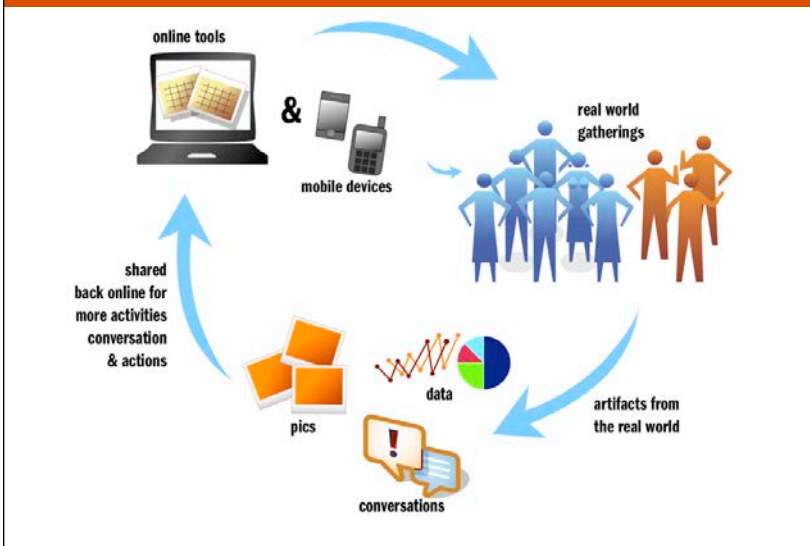 online tools
&
mobile devices
real world
gatherings
shared
back online for
more activities
conversation
& actions
data
pics
artifacts from
the real world
!
conversations